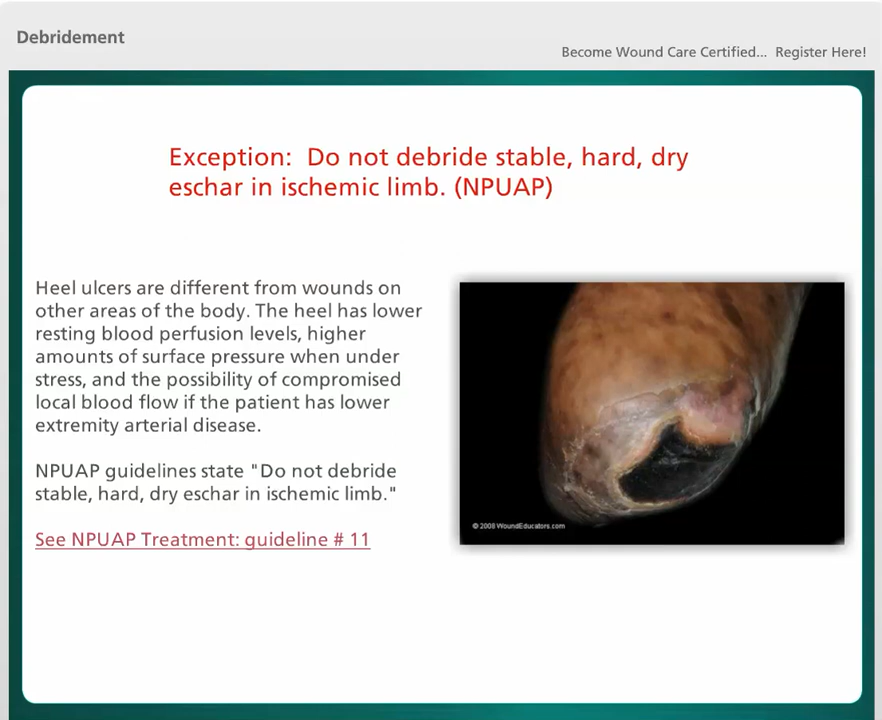 Debridement
Become Wound Care Certified... Register Here!
Exception: Do not debride stable, hard, dry
eschar in ischemic limb. (NPUAP)
Heel ulcers are different from wounds on
other areas of the body. The heel has lower
resting blood perfusion levels, higher
amounts of surface pressure when under
stress, and the possibility of compromised
local blood flow if the patient has lower
extremity arterial disease.
NPUAP guidelines state "Do not debride
stable, hard, dry eschar in ischemic limb."
See NPUAP Treatment: guideline # 11
© 2008 WoundEducators.com